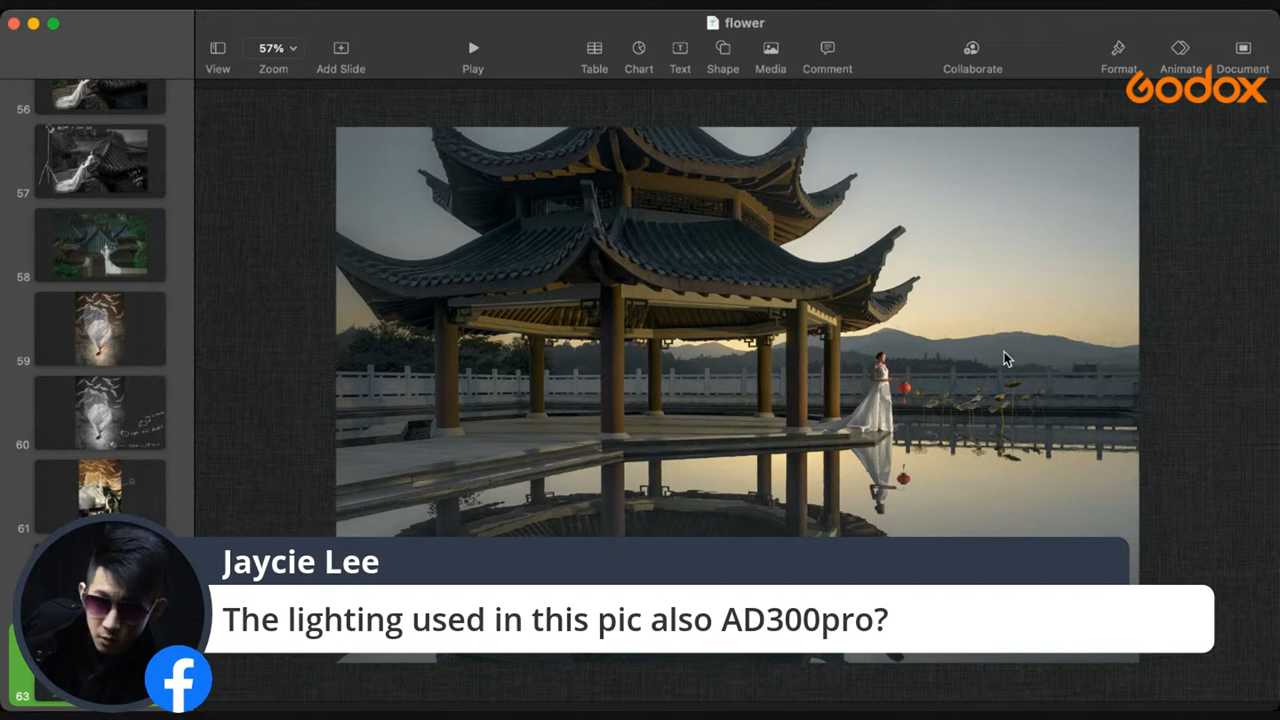 flower
57%
View
Zoom
Add Slide
Play
Table
Chart
Text
Shape
Media
Comment
Collaborate
Format
Animate
Document
Godox
56
57
58
59
60
61
63
Jaycie Lee
The lighting used in this pic also AD300pro?